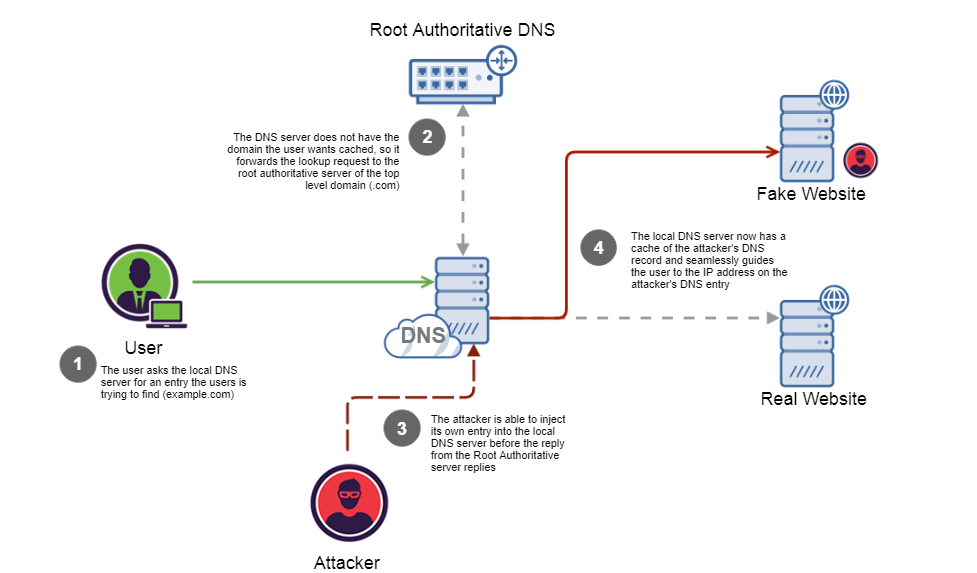 Root Authoritative DNS
2
The DNS server does not have the
domain the user wants cached, so it
forwards the lookup request to the
root authoritative server of the top
level domain (.com)
Fake Website
4
The local DNS server now has a
cache of the attacker's DNS
record and seamlessly guides
the user to the IP address on the
attacker's DNS entry
DNS
User
1
The user asks the local DNS
server for an entry the users is
trying to find (example.com)
Real Website
3
The attacker is able to inject
its own entry into the local
DNS server before the reply
from the Root Authoritative
server replies
Attacker